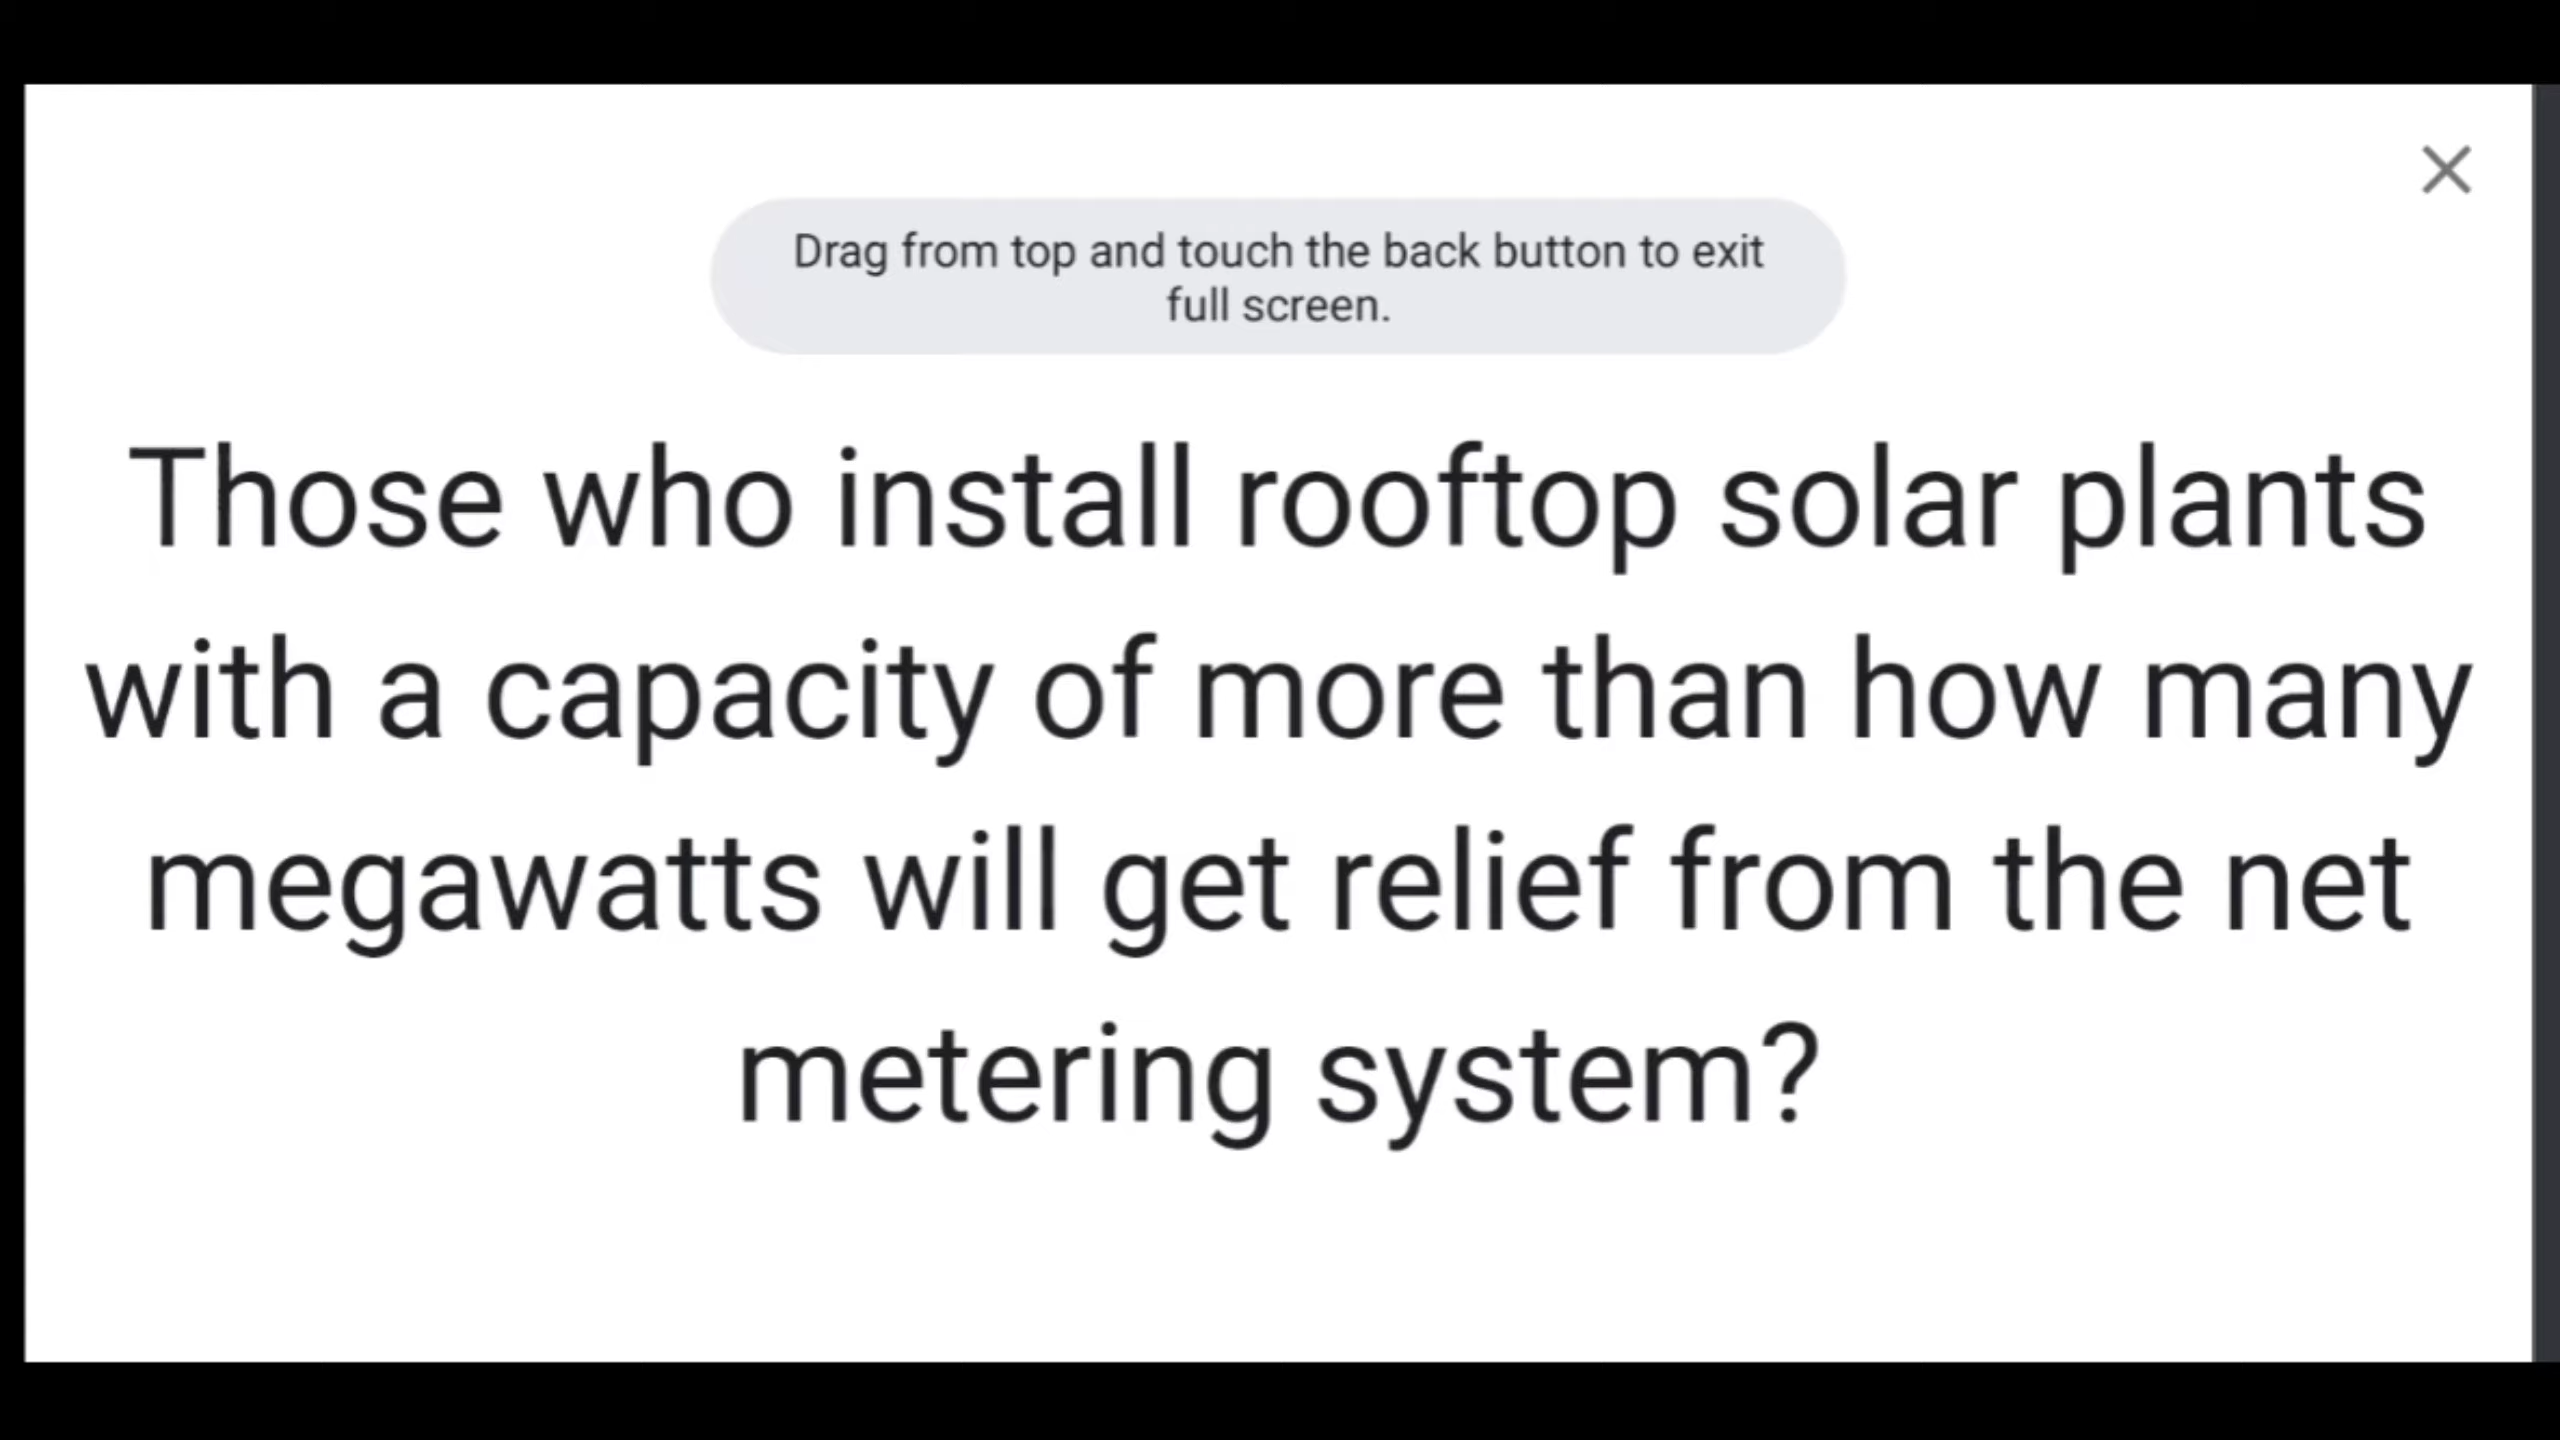 Drag from top and touch the back button to exit
full screen.
Those who install rooftop solar plants
with a capacity of more than how many
megawatts will get relief from the net
metering system?